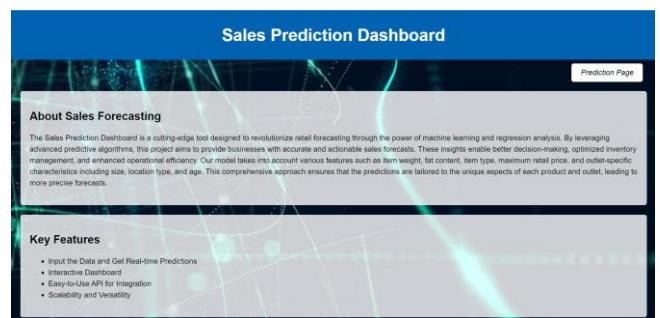 Sales Prediction Dashboard
Prediction Page
About Sales Forecasting
The Sales Prediction Dashboard is a cutting-edge tool designed to revolutionize retail forecasting through the power of machine learning and regression analysis. By leveraging
advanced predictive algorithms, this project aims to provide businesses with accurate and actionable sales forecasts. These insights enable better decision-making, optimized inventory
management, and enhanced operational efficiency. Our model takes into account various features such as item weight, fat content, item type, maximum retail price, and outlet-specific
characteristics including size, location type, and age. This comprehensive approach ensures that the predictions are tailored to the unique aspects of each product and outlet, leading to
more precise forecasts.
Key Features
• Input the Data and Get Real-time Predictions
• Interactive Dashboard
• Easy-to-Use API for Integration
• Scalability and Versatility